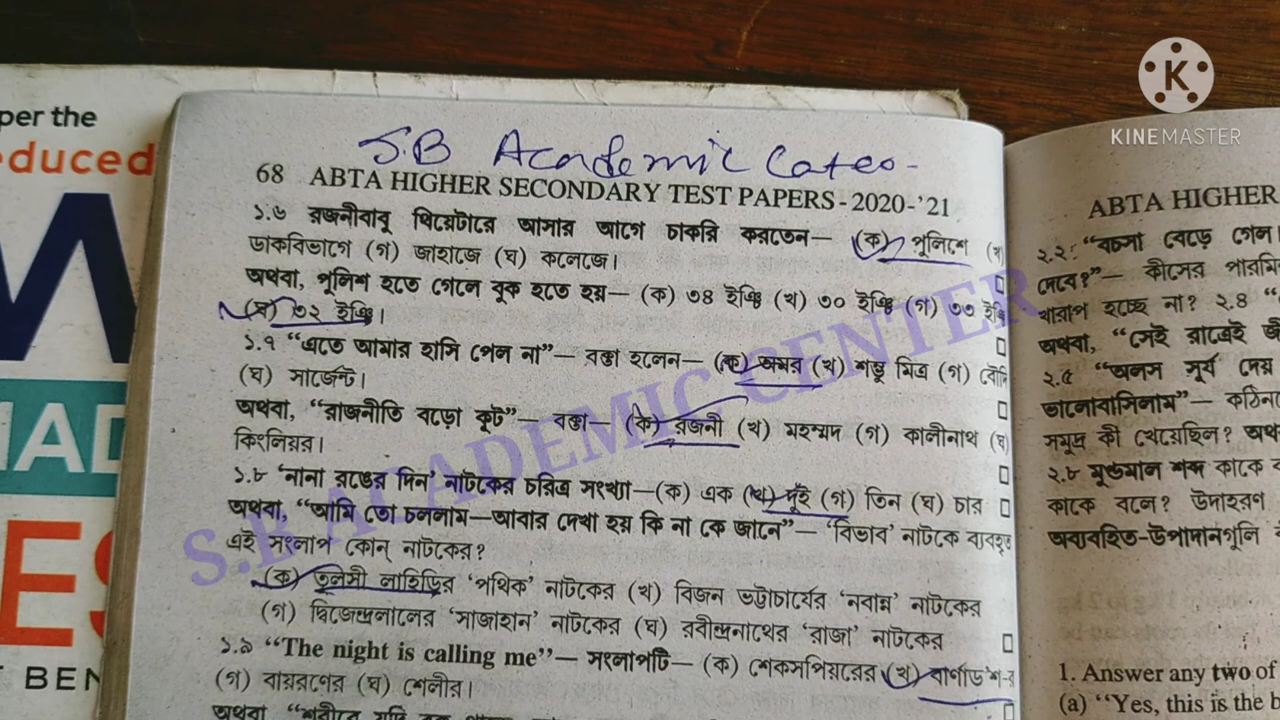 KINEMASTER
per the
educed
S.B Academic
68 ABTA HIGHER SECONDARY TEST PAPERS - 2020-'21
১.৬ রজনীবাবু থিয়েটারে আসার আগে চাকরি করতেন— (ক) পুলিশে (খ)
ডাকবিভাগে (গ) জাহাজে (ঘ) কলেজে।
অথবা, পুলিশ হতে গেলে বুক হতে হয়— (ক) ৩৪ ইঞ্চি (খ) ৩০ ইঞ্চি (গ) ৩৩ ইঞ্চি
(ঘ) ৩২ ইঞ্চি।
১.৭ “এতে আমার হাসি পেল না”— বক্তা হলেন— (ক) অমর (খ) শম্ভু মিত্র (গ) বৌদি
(ঘ) সার্জেন্ট।
অথবা, “রাজনীতি বড়ো কূট”— বক্তা— (ক) রজনী (খ) মহম্মদ (গ) কালীনাথ (ঘ)
কিংলিয়র।
১.৮ ‘নানা রঙের দিন’ নাটকের চরিত্র সংখ্যা—(ক) এক (খ) দুই (গ) তিন (ঘ) চার
অথবা, “আমি তো চললাম—আবার দেখা হয় কি না কে জানে”— ‘বিভাব’ নাটকে ব্যবহৃত
এই সংলাপ কোন্ নাটকের?
(ক) তুলসী লাহিড়ির ‘পথিক’ নাটকের (খ) বিজন ভট্টাচার্যের ‘নবান্ন’ নাটকের
(গ) দ্বিজেন্দ্রলালের ‘সাজাহান’ নাটকের (ঘ) রবীন্দ্রনাথের ‘রাজা’ নাটকের
১.৯ “The night is calling me”— সংলাপটি— (ক) শেকসপিয়রের (খ) বার্ণাড শ-র
(গ) বায়রণের (ঘ) শেলীর।
S.B ACADEMIC CENTER
ABTA HIGHER
২.২ “বচসা বেড়ে গেল।
দেবে?”— কীসের
খারাপ হচ্ছে না? ২.৪
অথবা, “সেই রাত্রেই
২.৫ “অলস সূর্য দেয়
ভালোবাসিলাম”—
সমুদ্র কী খেয়েছিল?
২.৮ মুণ্ডমাল শব্দ কাকে
কাকে বলে? উদাহরণ
অব্যবহিত-উপাদানগুলি
1. Answer any two of
(a) “Yes, this is the